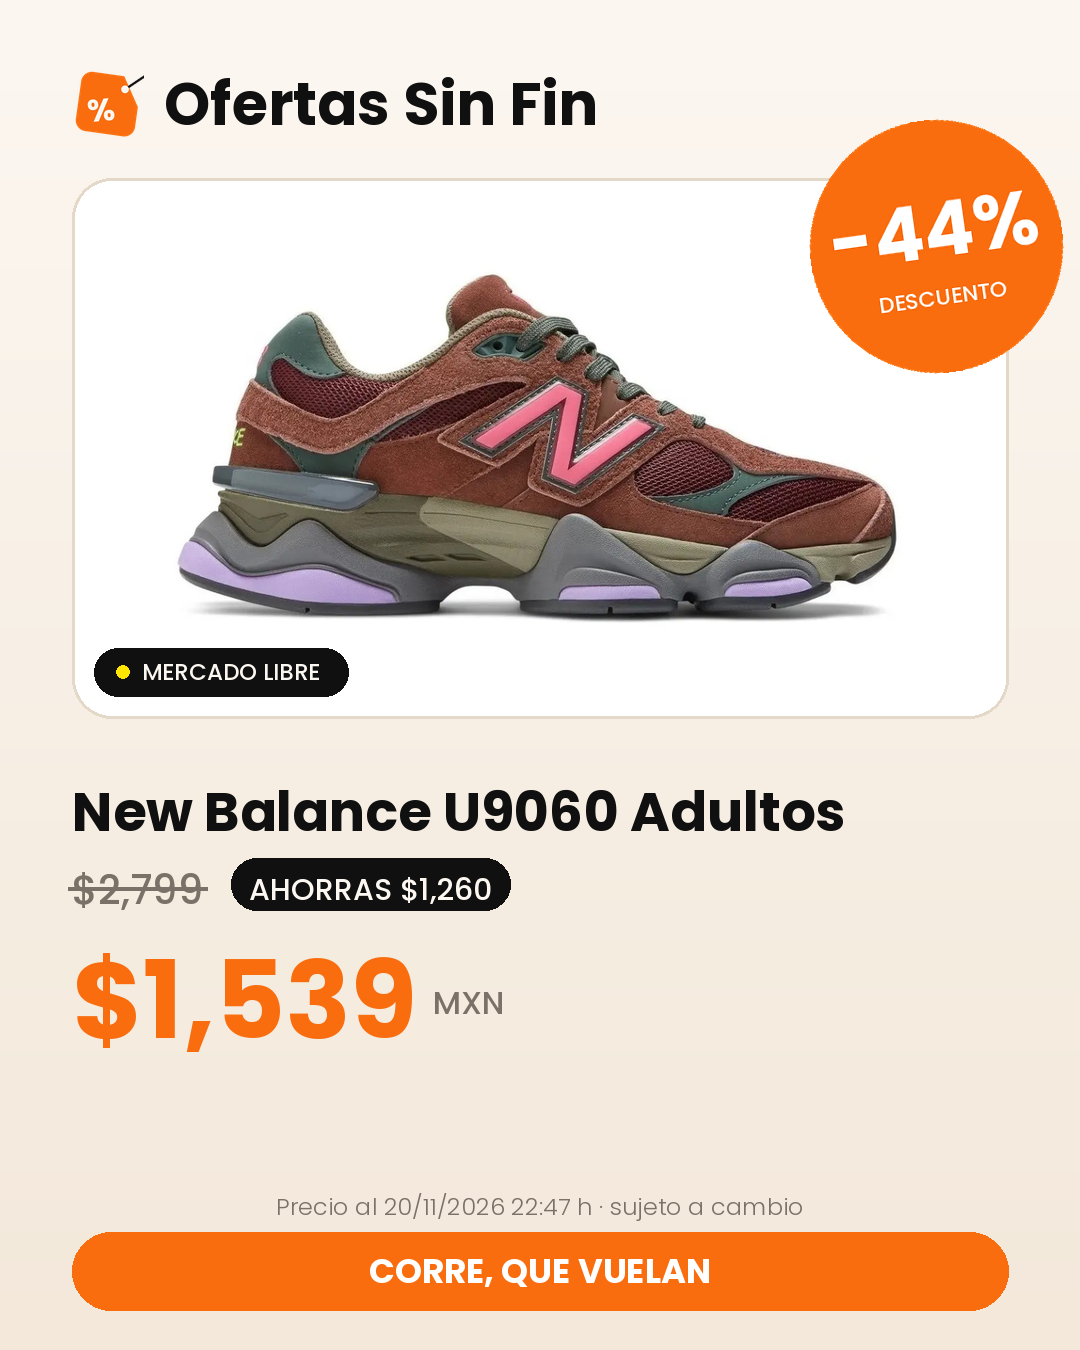 %
Ofertas Sin Fin
-44%
DESCUENTO
N
CE
MERCADO LIBRE
New Balance U9060 Adultos
$2,799
AHORRAS $1,260
$1,539 MXN
Precio al 20/11/2026 22:47 h · sujeto a cambio
CORRE, QUE VUELAN